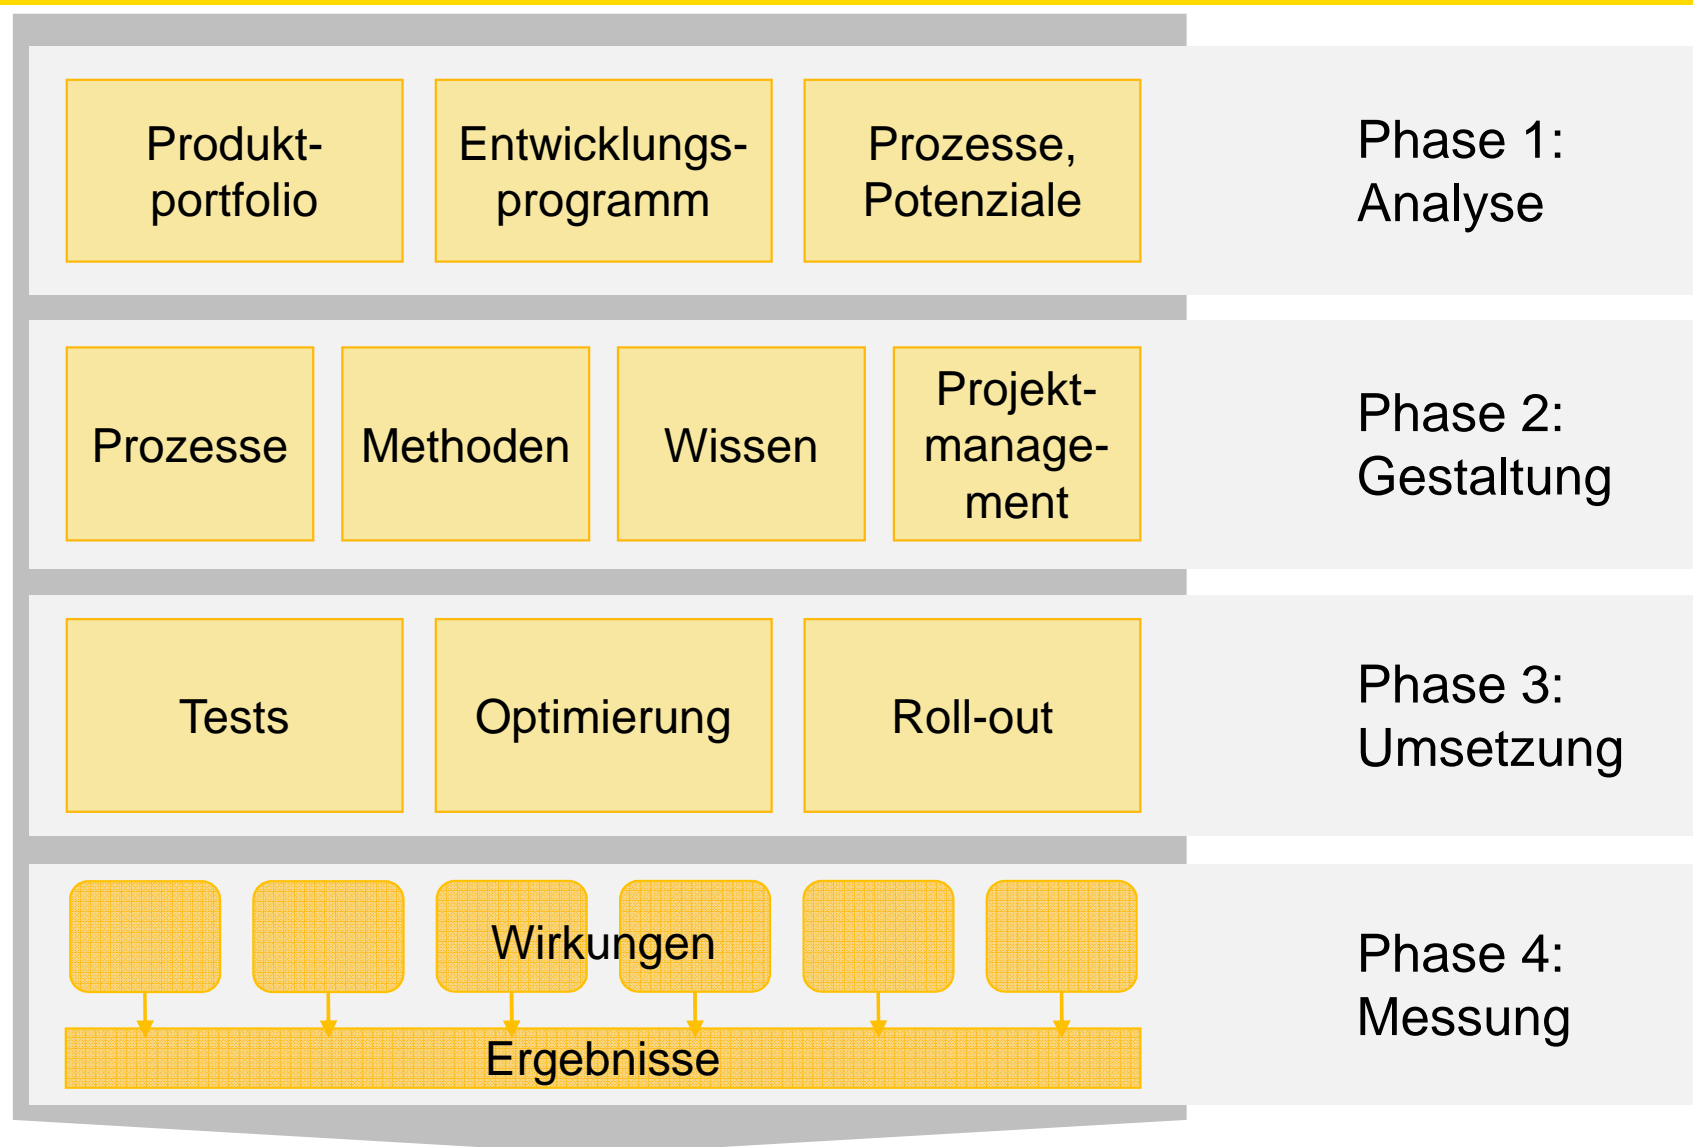 Produkt-
portfolio
Entwicklungs-
programm
Prozesse,
Potenziale
Phase 1:
Analyse
Prozesse
Methoden
Wissen
Projekt-
manage-
ment
Phase 2:
Gestaltung
Tests
Optimierung
Roll-out
Phase 3:
Umsetzung
Wirkungen
Ergebnisse
Phase 4:
Messung